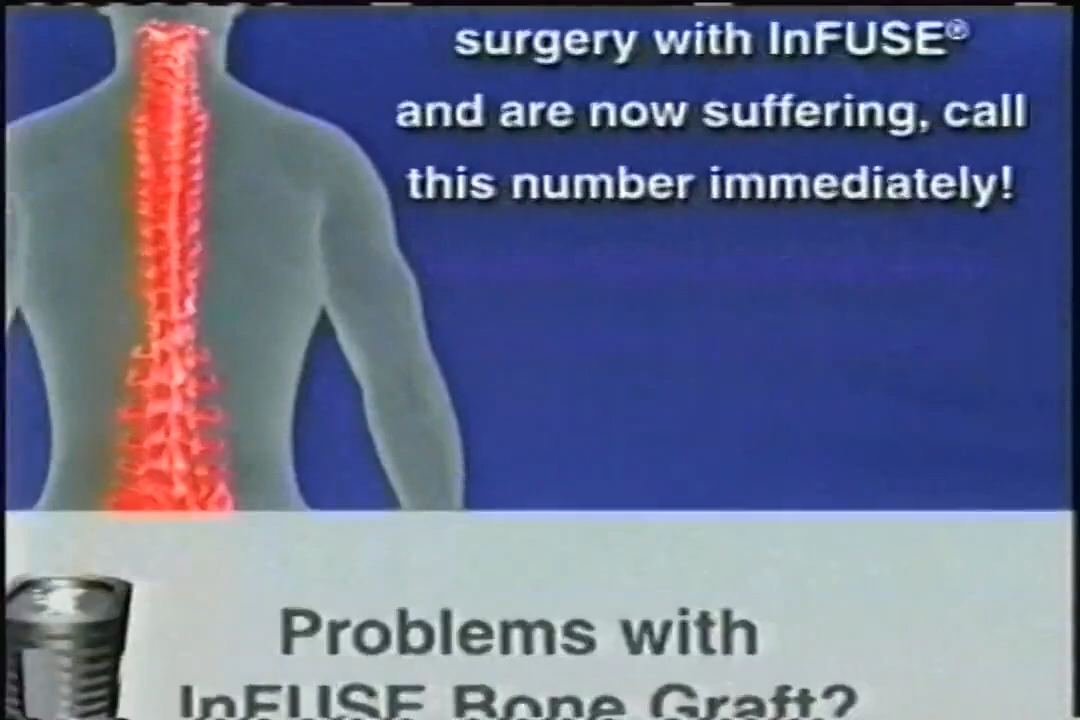 surgery with InFUSE®
and are now suffering, call
this number immediately!
Problems with
InFUSE Bone Graft?